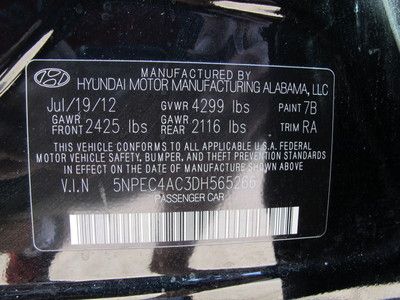 MANUFACTURED BY
HYUNDAI MOTOR MANUFACTURING ALABAMA, LLC
Jul/19/12 GVWR 4299 lbs PAINT 7B
GAWR FRONT 2425 lbs GAWR REAR 2116 lbs TRIM RA
THIS VEHICLE CONFORMS TO ALL APPLICABLE U.S.A FEDERAL
MOTOR VEHICLE SAFETY, BUMPER, AND THEFT PREVENTION STANDARDS
IN EFFECT ON THE DATE OF MANUFACTURE SHOWN ABOVE.
V.I.N 5NPEC4AC3DH565266
PASSENGER CAR